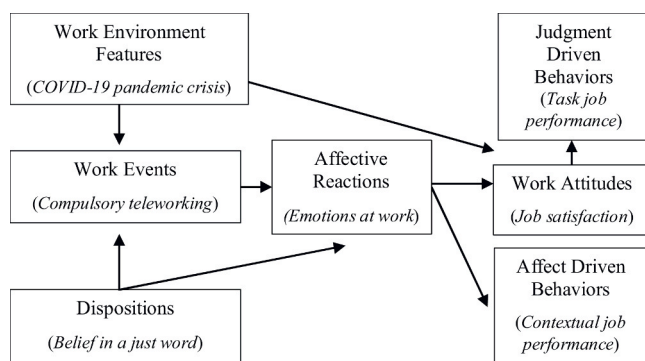 Work Environment
Features
(COVID-19 pandemic crisis)
Work Events
(Compulsory teleworking)
Dispositions
(Belief in a just word)
Affective
Reactions
(Emotions at work)
Judgment
Driven
Behaviors
(Task job
performance)
Work Attitudes
(Job satisfaction)
Affect Driven
Behaviors
(Contextual job
performance)